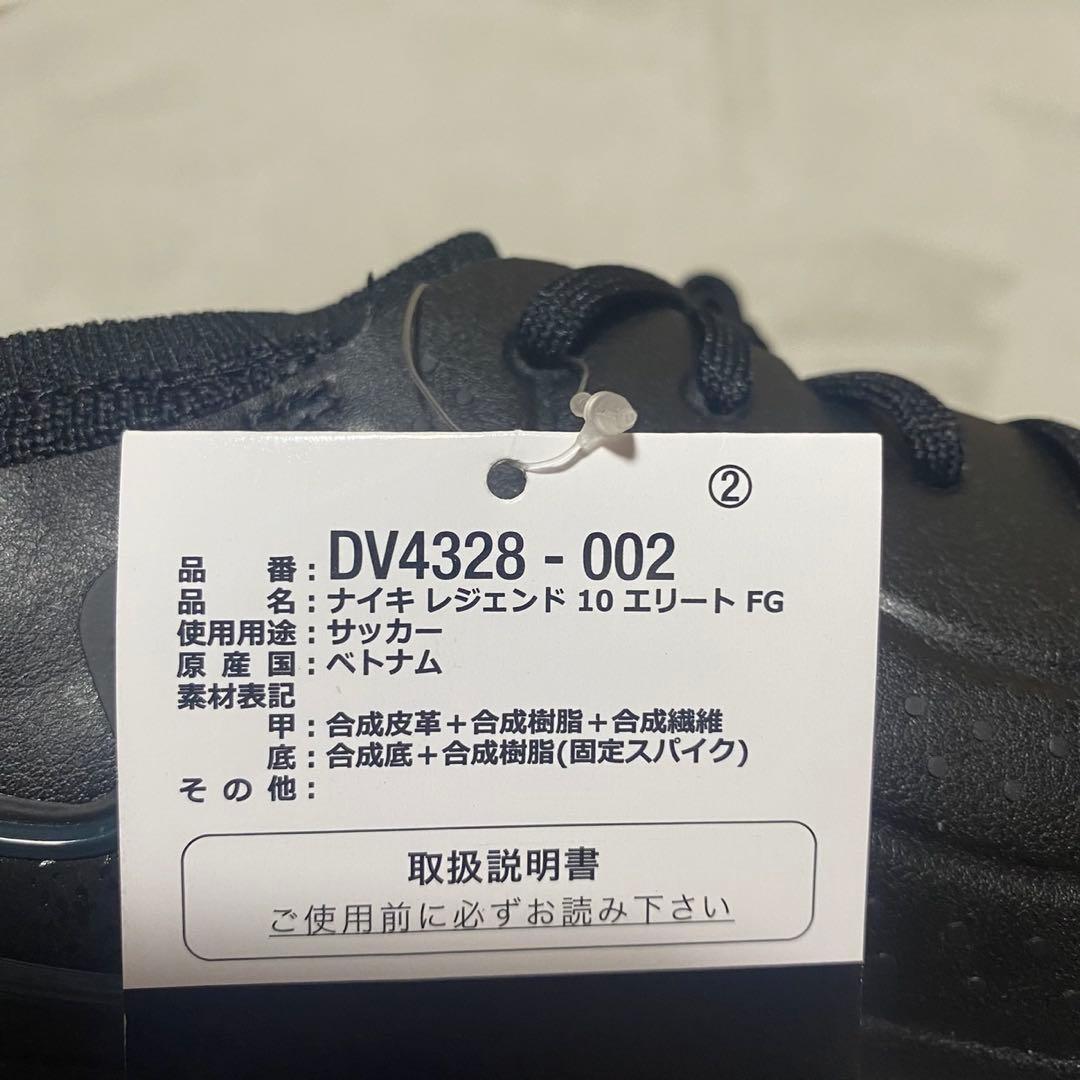 ②
品番:DV4328-002
品名:ナイキ レジェンド 10 エリート FG
使用用途:サッカー
原産国:ベトナム
素材表記
甲:合成皮革+合成樹脂+合成繊維
底:合成底+合成樹脂(固定スパイク)
その他:
取扱説明書
ご使用前に必ずお読み下さい